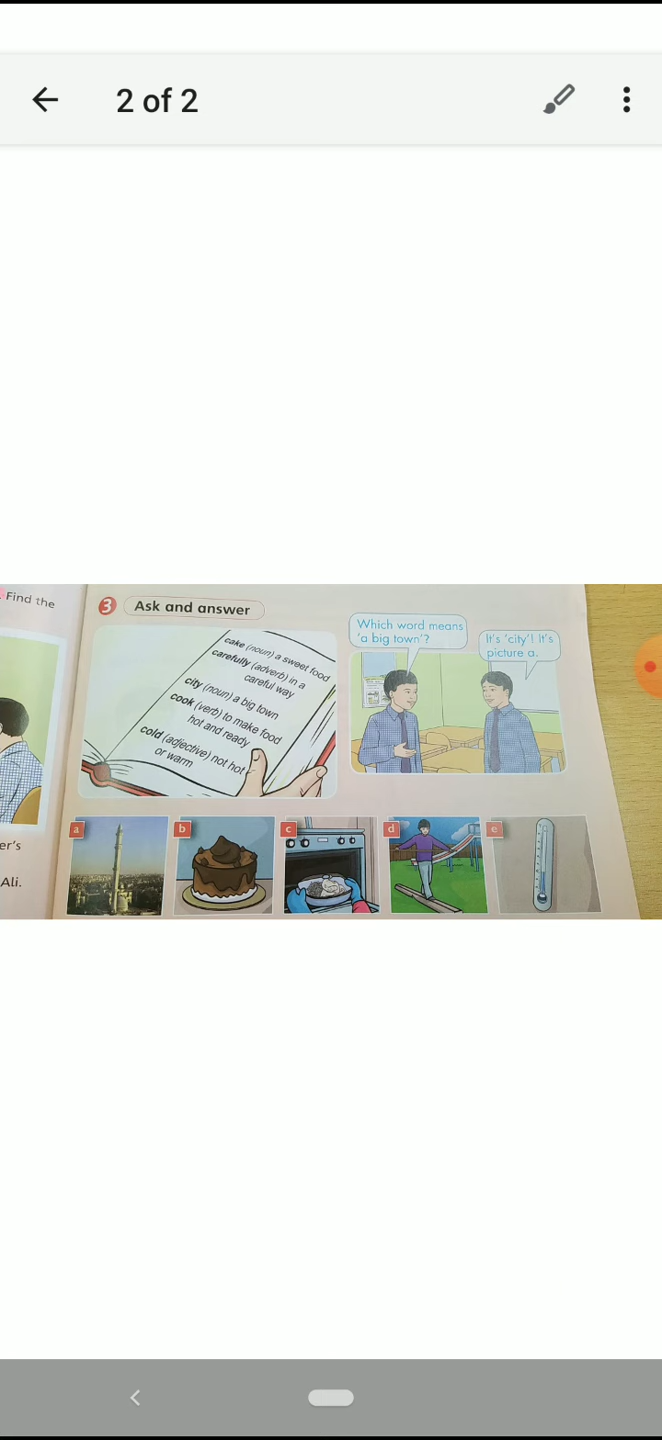 2 of 2
Find the
3 Ask and answer
cake (noun) a sweet food
carefully (adverb) in a
careful way
city (noun) a big town
cook (verb) to make food
hot and ready
cold (adjective) not hot
or warm
Which word means
'a big town'?
It's 'city'! It's
picture a.
a
b
c
d
e
er's
Ali.